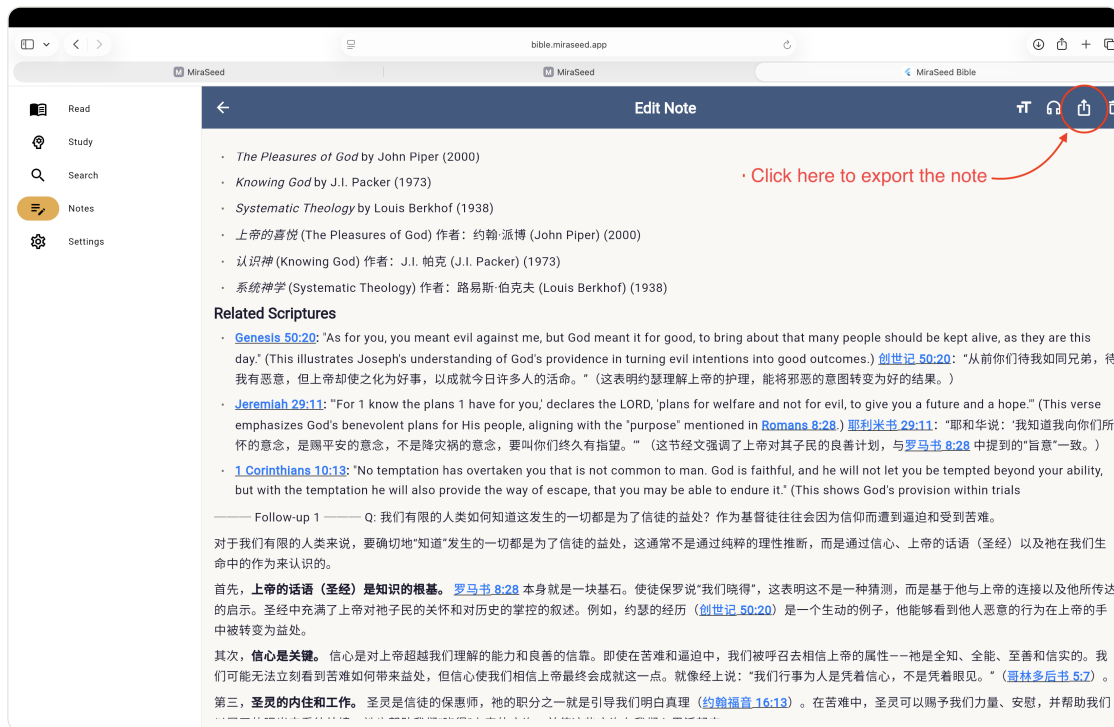 bible.miraseed.app
M MiraSeed
M MiraSeed
MiraSeed Bible
Read
Study
Search
Notes
Settings
Edit Note
· Click here to export the note
• The Pleasures of God by John Piper (2000)
• Knowing God by J.I. Packer (1973)
• Systematic Theology by Louis Berkhof (1938)
• 上帝的喜悦 (The Pleasures of God) 作者：约翰·派博 (John Piper) (2000)
• 认识神 (Knowing God) 作者：J.I. 帕克 (J.I. Packer) (1973)
• 系统神学 (Systematic Theology) 作者：路易斯·伯克夫 (Louis Berkhof) (1938)
Related Scriptures
• Genesis 50:20: "As for you, you meant evil against me, but God meant it for good, to bring about that many people should be kept alive, as they are this
day." (This illustrates Joseph's understanding of God's providence in turning evil intentions into good outcomes.) 创世记 50:20：“从前你们待我如同兄弟，待
我有恶意，但上帝却使之化为好事，以成就今日许多人的活命。”（这表明约瑟理解上帝的护理，能将邪恶的意图转变为好的结果。）
• Jeremiah 29:11: "'For 1 know the plans 1 have for you,' declares the LORD, 'plans for welfare and not for evil, to give you a future and a hope.'" (This verse
emphasizes God's benevolent plans for His people, aligning with the "purpose" mentioned in Romans 8:28.) 耶利米书 29:11：“耶和华说：‘我知道我向你们所
怀的意念，是赐平安的意念，不是降灾祸的意念，要叫你们终久有指望。’” （这节经文强调了上帝对其子民的良善计划，与罗马书 8:28 中提到的“旨意”一致。）
• 1 Corinthians 10:13: "No temptation has overtaken you that is not common to man. God is faithful, and he will not let you be tempted beyond your ability,
but with the temptation he will also provide the way of escape, that you may be able to endure it." (This shows God's provision within trials
——— Follow-up 1 ——— Q: 我们有限的人类如何知道这发生的一切都是为了信徒的益处？作为基督徒往往会因为信仰而遭到逼迫和受到苦难。
对于我们有限的人类来说，要确切地“知道”发生的一切都是为了信徒的益处，这通常不是通过纯粹的理性推断，而是通过信心、上帝的话语（圣经）以及祂在我们生
命中的作为来认识的。
首先，上帝的话语（圣经）是知识的根基。 罗马书 8:28 本身就是一块基石。使徒保罗说“我们晓得”，这表明这不是一种猜测，而是基于他与上帝的连接以及他所传达
的启示。圣经中充满了上帝对祂子民的关怀和对历史的掌控的叙述。例如，约瑟的经历（创世记 50:20）是一个生动的例子，他能够看到他人恶意的行为在上帝的手
中被转变为益处。
其次，信心是关键。 信心是对上帝超越我们理解的能力和良善的信靠。即使在苦难和逼迫中，我们被呼召去相信上帝的属性——祂是全知、全能、至善和信实的。我
们可能无法立刻看到苦难如何带来益处，但信心使我们相信上帝最终会成就这一点。就像经上说：“我们行事为人是凭着信心，不是凭着眼见。”（哥林多后书 5:7）。
第三，圣灵的内住和工作。 圣灵是信徒的保惠师，祂的职分之一就是引导我们明白真理（约翰福音 16:13）。在苦难中，圣灵可以赐予我们力量、安慰，并帮助我们